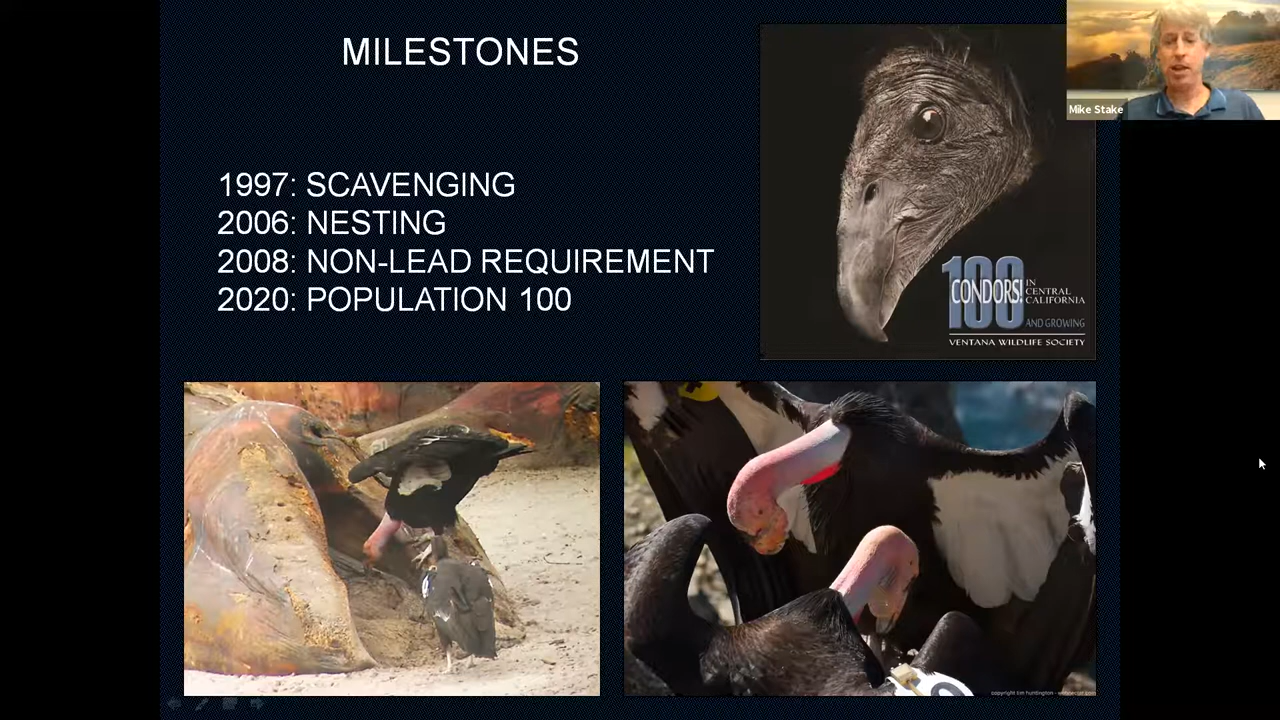 MILESTONES
1997: SCAVENGING
2006: NESTING
2008: NON-LEAD REQUIREMENT
2020: POPULATION 100
100
CONDORS!
IN
CENTRAL
CALIFORNIA
AND GROWING
VENTANA WILDLIFE SOCIETY
Mike Stake